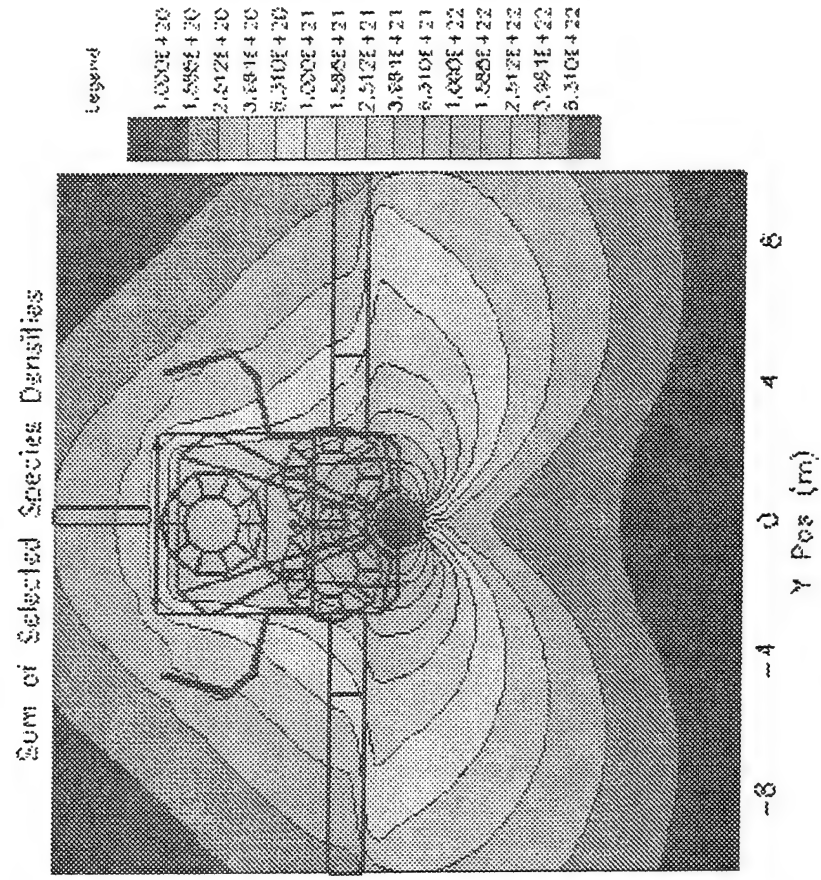 Sum of Selected Species Densities
Legend
1.000E+20
1.585E+20
2.512E+20
3.981E+20
6.310E+20
1.000E+21
1.585E+21
2.512E+21
3.981E+21
6.310E+21
1.000E+22
1.585E+22
2.512E+22
3.981E+22
6.310E+22
-8
-4
0
4
8
Y Pos (m)